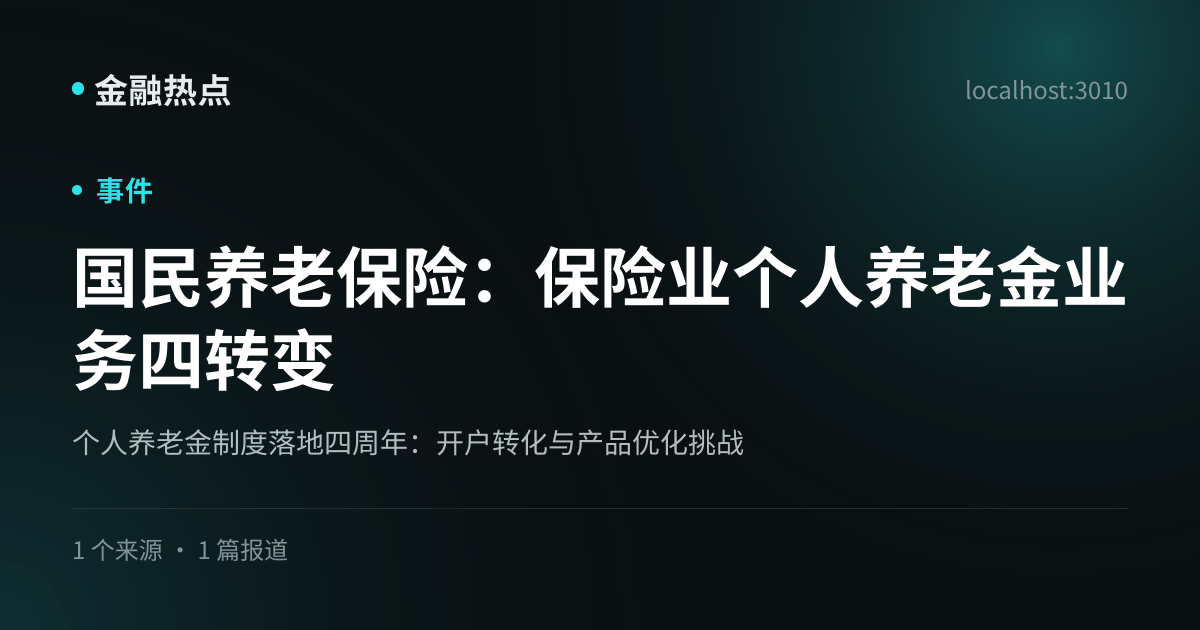 金融热点
localhost:3010
事件
国民养老保险：保险业个人养老金业
务四转变
个人养老金制度落地四周年：开户转化与产品优化挑战
1 个来源 · 1 篇报道